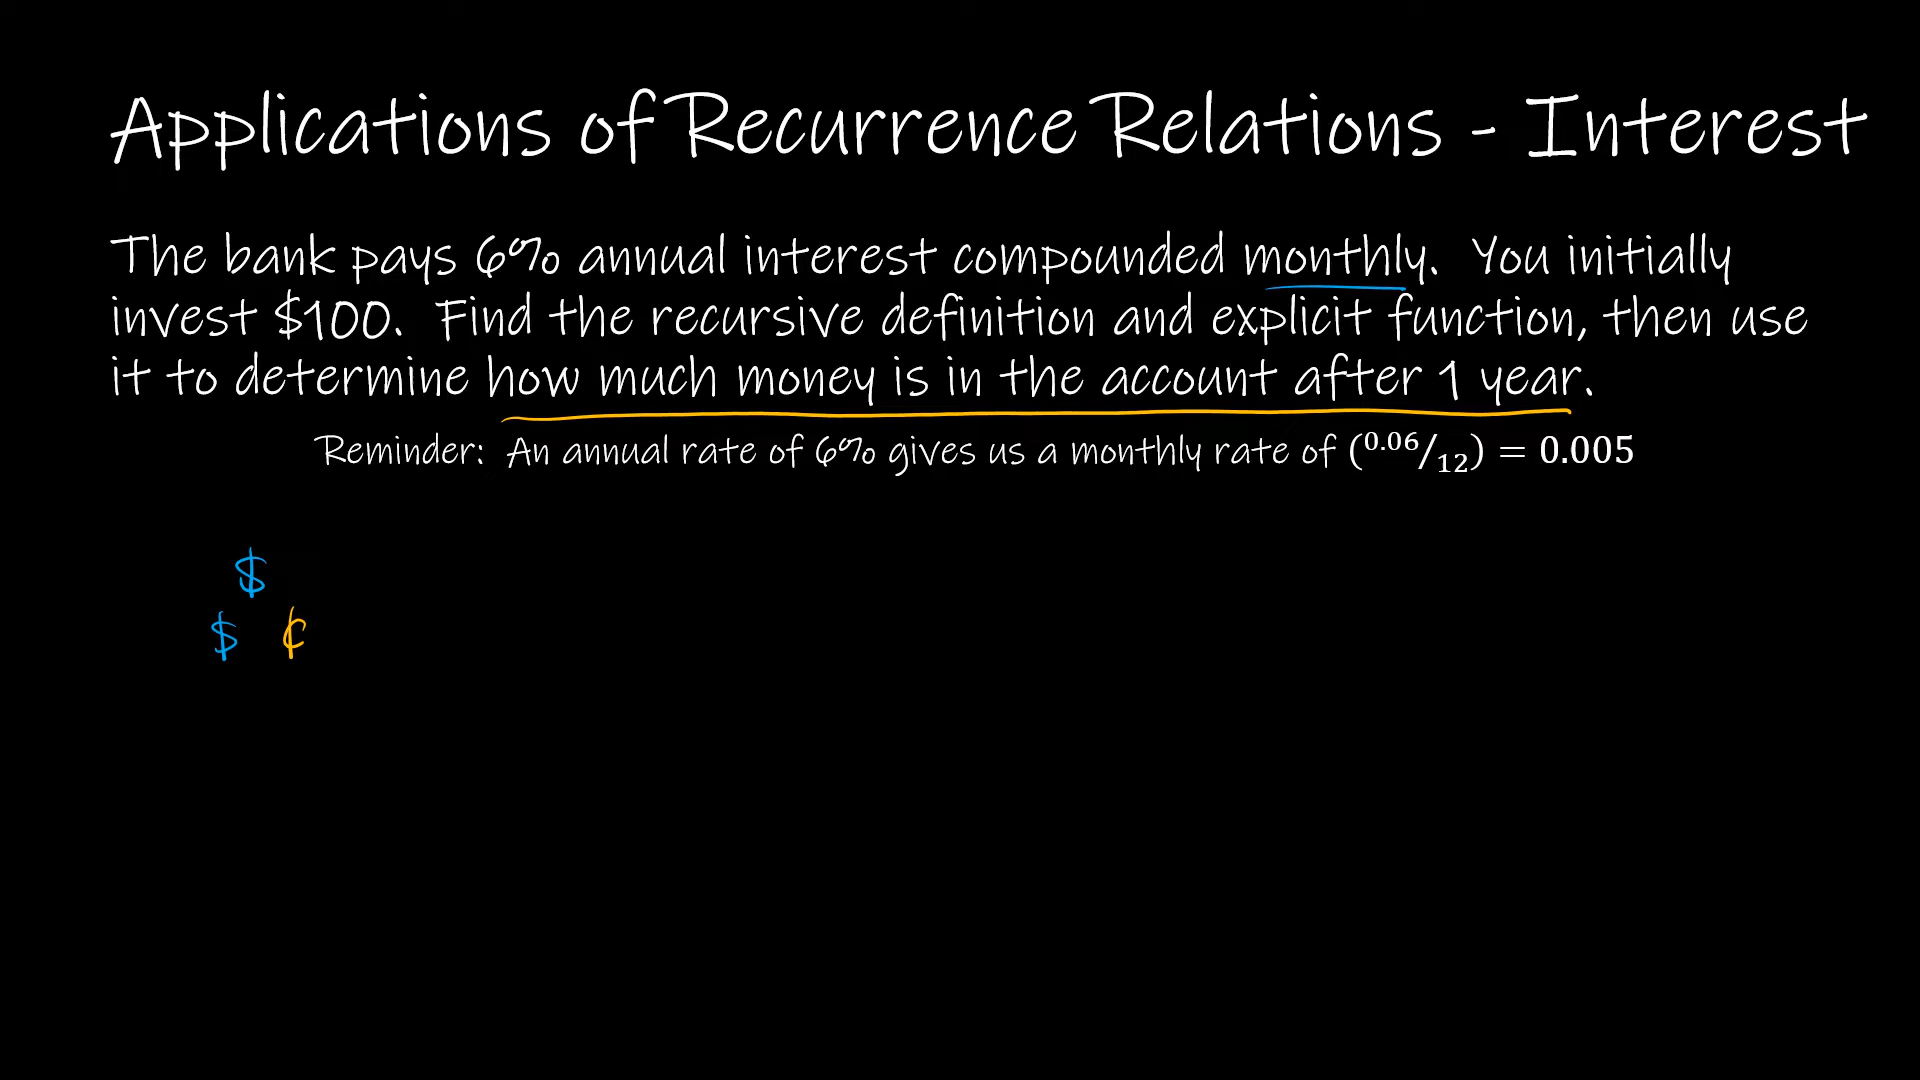 Applications of Recurrence Relations - Interest
The bank pays 6% annual interest compounded monthly. You initially
invest $100. Find the recursive definition and explicit function, then use
it to determine how much money is in the account after 1 year.
Reminder: An annual rate of 6% gives us a monthly rate of (0.06/12) = 0.005
$
$ ¢